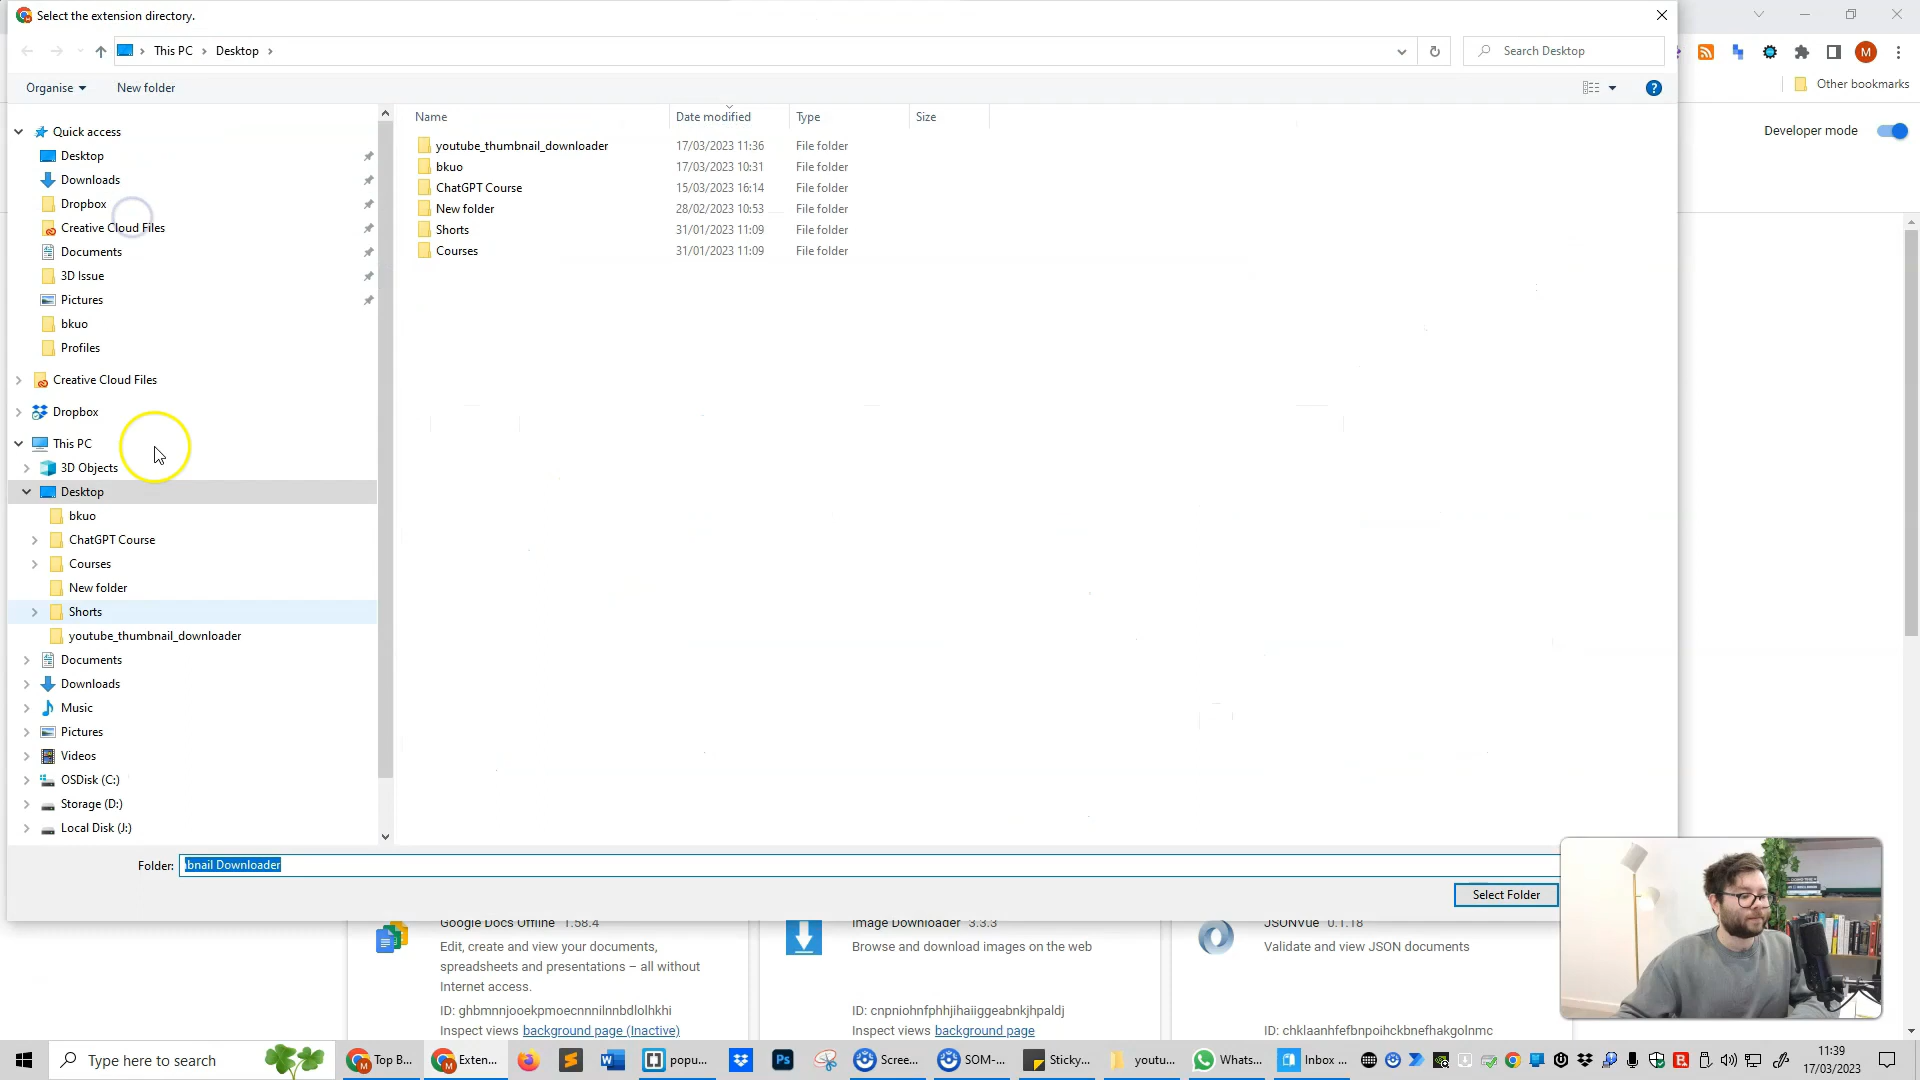 Select the extension directory.
This PC
Desktop
Search Desktop
Organise
New folder
Other bookmarks
Developer mode
Quick access
Desktop
Downloads
Dropbox
Creative Cloud Files
Documents
3D Issue
Pictures
bkuo
Profiles
Creative Cloud Files
Dropbox
This PC
3D Objects
Desktop
bkuo
ChatGPT Course
Courses
New folder
Shorts
youtube_thumbnail_downloader
Documents
Downloads
Music
Pictures
Videos
OSDisk (C:)
Storage (D:)
Local Disk (J:)
Name Date modified Type Size
youtube_thumbnail_downloader 17/03/2023 11:36 File folder
bkuo 17/03/2023 10:31 File folder
ChatGPT Course 15/03/2023 16:14 File folder
New folder 28/02/2023 10:53 File folder
Shorts 31/01/2023 11:09 File folder
Courses 31/01/2023 11:09 File folder
Folder: bnail Downloader
Select Folder
Google Docs Offline 1.58.4
Edit, create and view your documents,
spreadsheets and presentations – all without
Internet access.
ID: ghbmnnjooekpmoecnnnilnnbdlolhkhi
Inspect views background page (Inactive)
Image Downloader 3.3.3
Browse and download images on the web
ID: cnpniohnfphhjihaiiggeabnkjhpaldj
Inspect views background page
JSONVue 0.1.18
Validate and view JSON documents
ID: chklaanhfefbnpoihckbnefhakgolnmc
Type here to search
Top B...
Exten...
popu...
Scree...
SOM-...
Sticky...
youtu...
Whats...
Inbox ...
11:39
17/03/2023